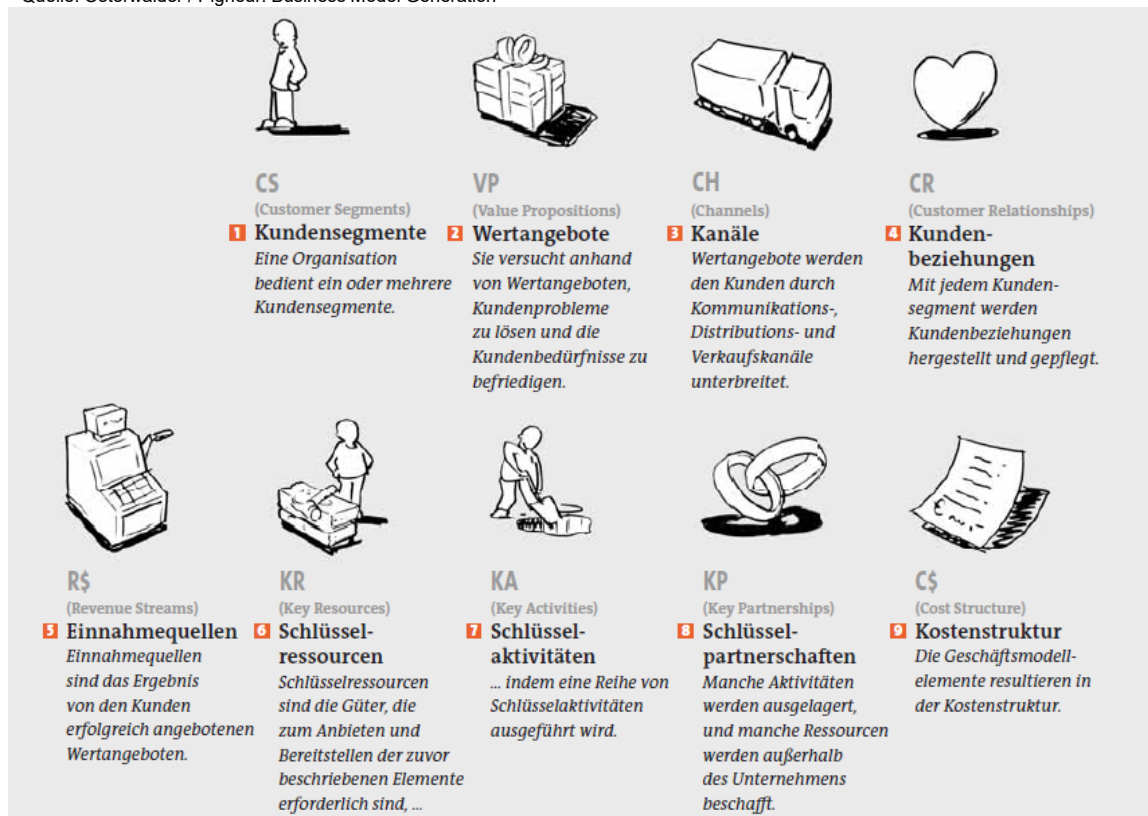 Quelle: Osterwalder / Pigneur: Business Model Generation
CS
(Customer Segments)
1 Kundensegmente
Eine Organisation
bedient ein oder mehrere
Kundensegmente.
VP
(Value Propositions)
2 Wertangebote
Sie versucht anhand
von Wertangeboten,
Kundenprobleme
zu lösen und die
Kundenbedürfnisse zu
befriedigen.
CH
(Channels)
3 Kanäle
Wertangebote werden
den Kunden durch
Kommunikations-,
Distributions- und
Verkaufskanäle
unterbreitet.
CR
(Customer Relationships)
4 Kunden-
beziehungen
Mit jedem Kunden-
segment werden
Kundenbeziehungen
hergestellt und gepflegt.
R$
(Revenue Streams)
5 Einnahmequellen
Einnahmequellen
sind das Ergebnis
von den Kunden
erfolgreich angebotenen
Wertangeboten.
KR
(Key Resources)
6 Schlüssel-
ressourcen
Schlüsselressourcen
sind die Güter, die
zum Anbieten und
Bereitstellen der zuvor
beschriebenen Elemente
erforderlich sind, ...
KA
(Key Activities)
7 Schlüssel-
aktivitäten
... indem eine Reihe von
Schlüsselaktivitäten
ausgeführt wird.
KP
(Key Partnerships)
8 Schlüssel-
partnerschaften
Manche Aktivitäten
werden ausgelagert,
und manche Ressourcen
werden außerhalb
des Unternehmens
beschafft.
C$
(Cost Structure)
9 Kostenstruktur
Die Geschäftsmodell-
elemente resultieren in
der Kostenstruktur.